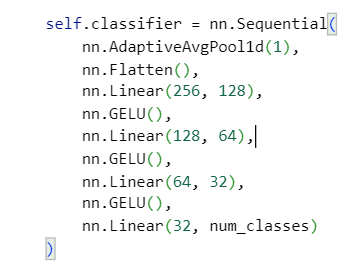 self.classifier = nn.Sequential(
    nn.AdaptiveAvgPool1d(1),
    nn.Flatten(),
    nn.Linear(256, 128),
    nn.GELU(),
    nn.Linear(128, 64),
    nn.GELU(),
    nn.Linear(64, 32),
    nn.GELU(),
    nn.Linear(32, num_classes)
)